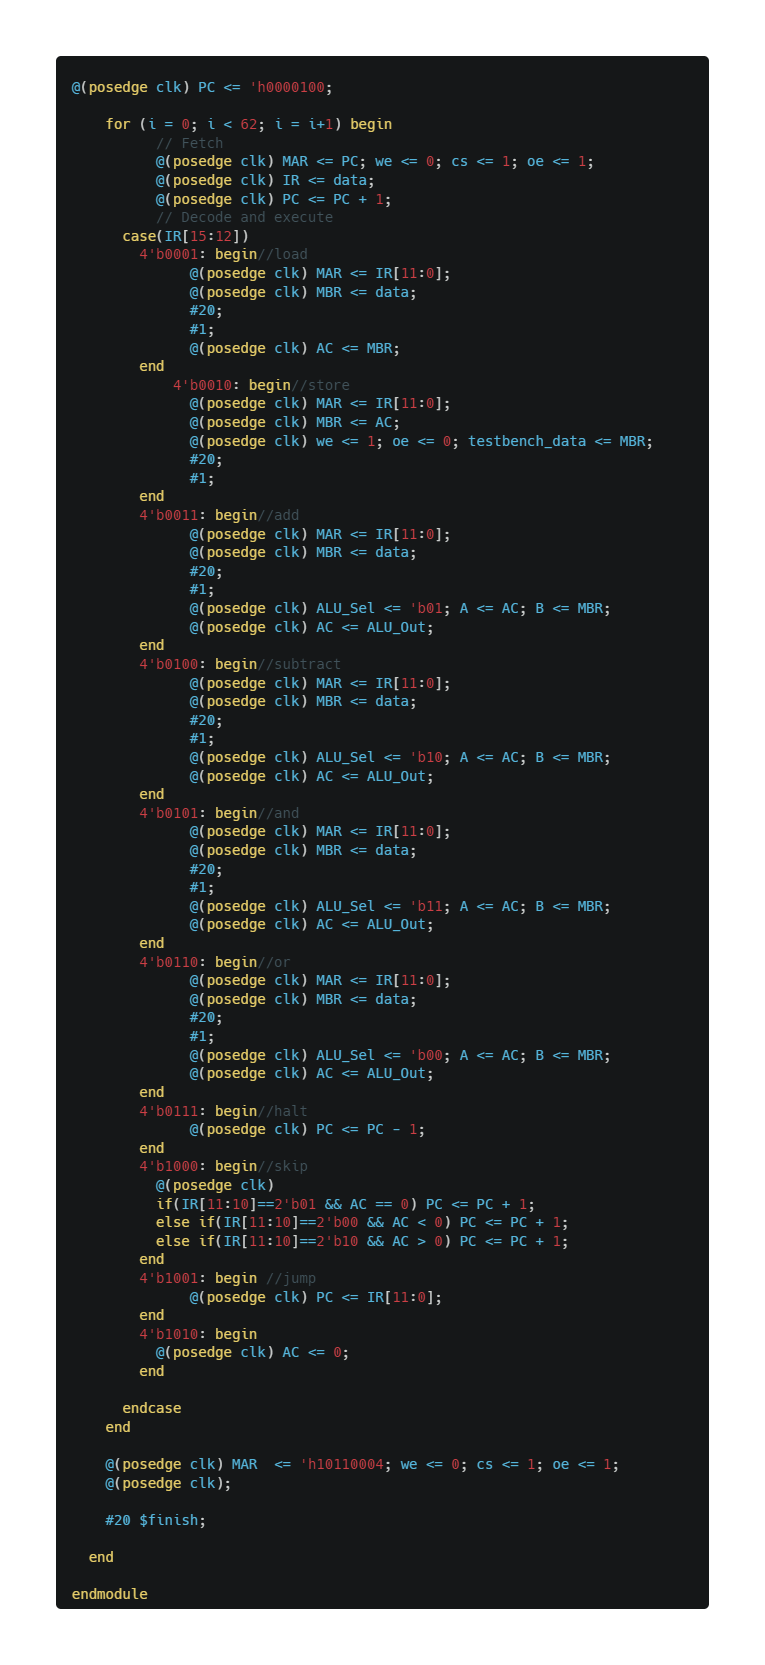 @(posedge clk) PC <= 'h0000100;
for (i = 0; i < 62; i = i+1) begin
// Fetch
@(posedge clk) MAR <= PC; we <= 0; cs <= 1; oe <= 1;
@(posedge clk) IR <= data;
@(posedge clk) PC <= PC + 1;
// Decode and execute
case(IR[15:12])
4'b0001: begin//load
@(posedge clk) MAR <= IR[11:0];
@(posedge clk) MBR <= data;
#20;
#1;
@(posedge clk) AC <= MBR;
end
4'b0010: begin//store
@(posedge clk) MAR <= IR[11:0];
@(posedge clk) MBR <= AC;
@(posedge clk) we <= 1; oe <= 0; testbench_data <= MBR;
#20;
#1;
end
4'b0011: begin//add
@(posedge clk) MAR <= IR[11:0];
@(posedge clk) MBR <= data;
#20;
#1;
@(posedge clk) ALU_Sel <= 'b01; A <= AC; B <= MBR;
@(posedge clk) AC <= ALU_Out;
end
4'b0100: begin//subtract
@(posedge clk) MAR <= IR[11:0];
@(posedge clk) MBR <= data;
#20;
#1;
@(posedge clk) ALU_Sel <= 'b10; A <= AC; B <= MBR;
@(posedge clk) AC <= ALU_Out;
end
4'b0101: begin//and
@(posedge clk) MAR <= IR[11:0];
@(posedge clk) MBR <= data;
#20;
#1;
@(posedge clk) ALU_Sel <= 'b11; A <= AC; B <= MBR;
@(posedge clk) AC <= ALU_Out;
end
4'b0110: begin//or
@(posedge clk) MAR <= IR[11:0];
@(posedge clk) MBR <= data;
#20;
#1;
@(posedge clk) ALU_Sel <= 'b00; A <= AC; B <= MBR;
@(posedge clk) AC <= ALU_Out;
end
4'b0111: begin//halt
@(posedge clk) PC <= PC - 1;
end
4'b1000: begin//skip
@(posedge clk)
if(IR[11:10]==2'b01 && AC == 0) PC <= PC + 1;
else if(IR[11:10]==2'b00 && AC < 0) PC <= PC + 1;
else if(IR[11:10]==2'b10 && AC > 0) PC <= PC + 1;
end
4'b1001: begin //jump
@(posedge clk) PC <= IR[11:0];
end
4'b1010: begin
@(posedge clk) AC <= 0;
end
endcase
end
@(posedge clk) MAR  <= 'h10110004; we <= 0; cs <= 1; oe <= 1;
@(posedge clk);
#20 $finish;
end
endmodule